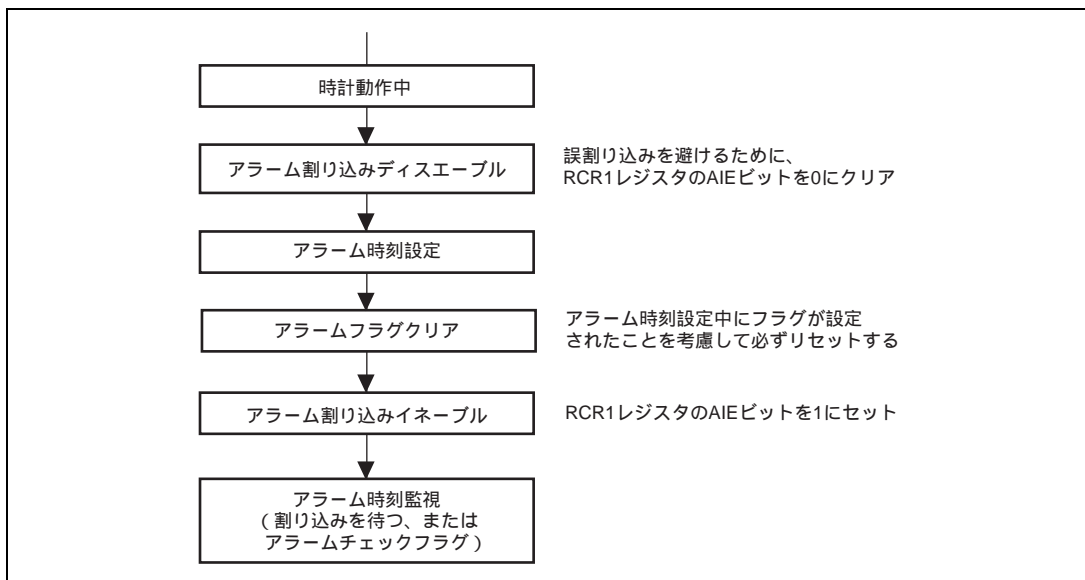 時計動作中
アラーム割り込みディスエーブル
誤割り込みを避けるために、
RCR1レジスタのAIEビットを0にクリア
アラーム時刻設定
アラームフラグクリア
アラーム時刻設定中にフラグが設定
されたことを考慮して必ずリセットする
アラーム割り込みイネーブル
RCR1レジスタのAIEビットを1にセット
アラーム時刻監視
(割り込みを待つ、または
アラームチェックフラグ)